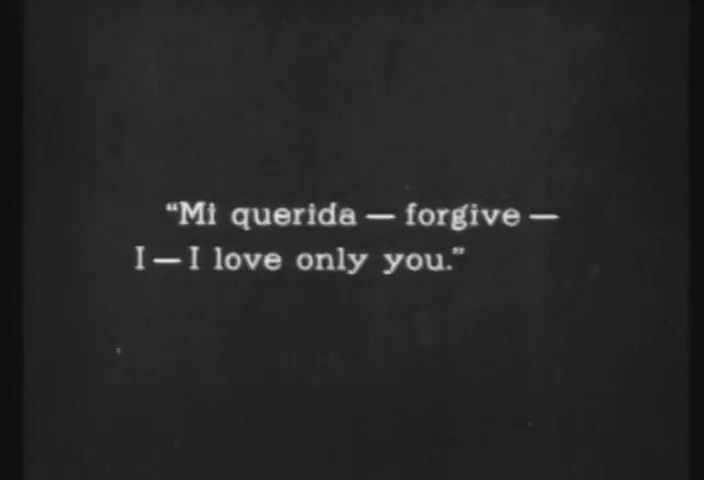 “Mi querida — forgive —
I — I love only you.”